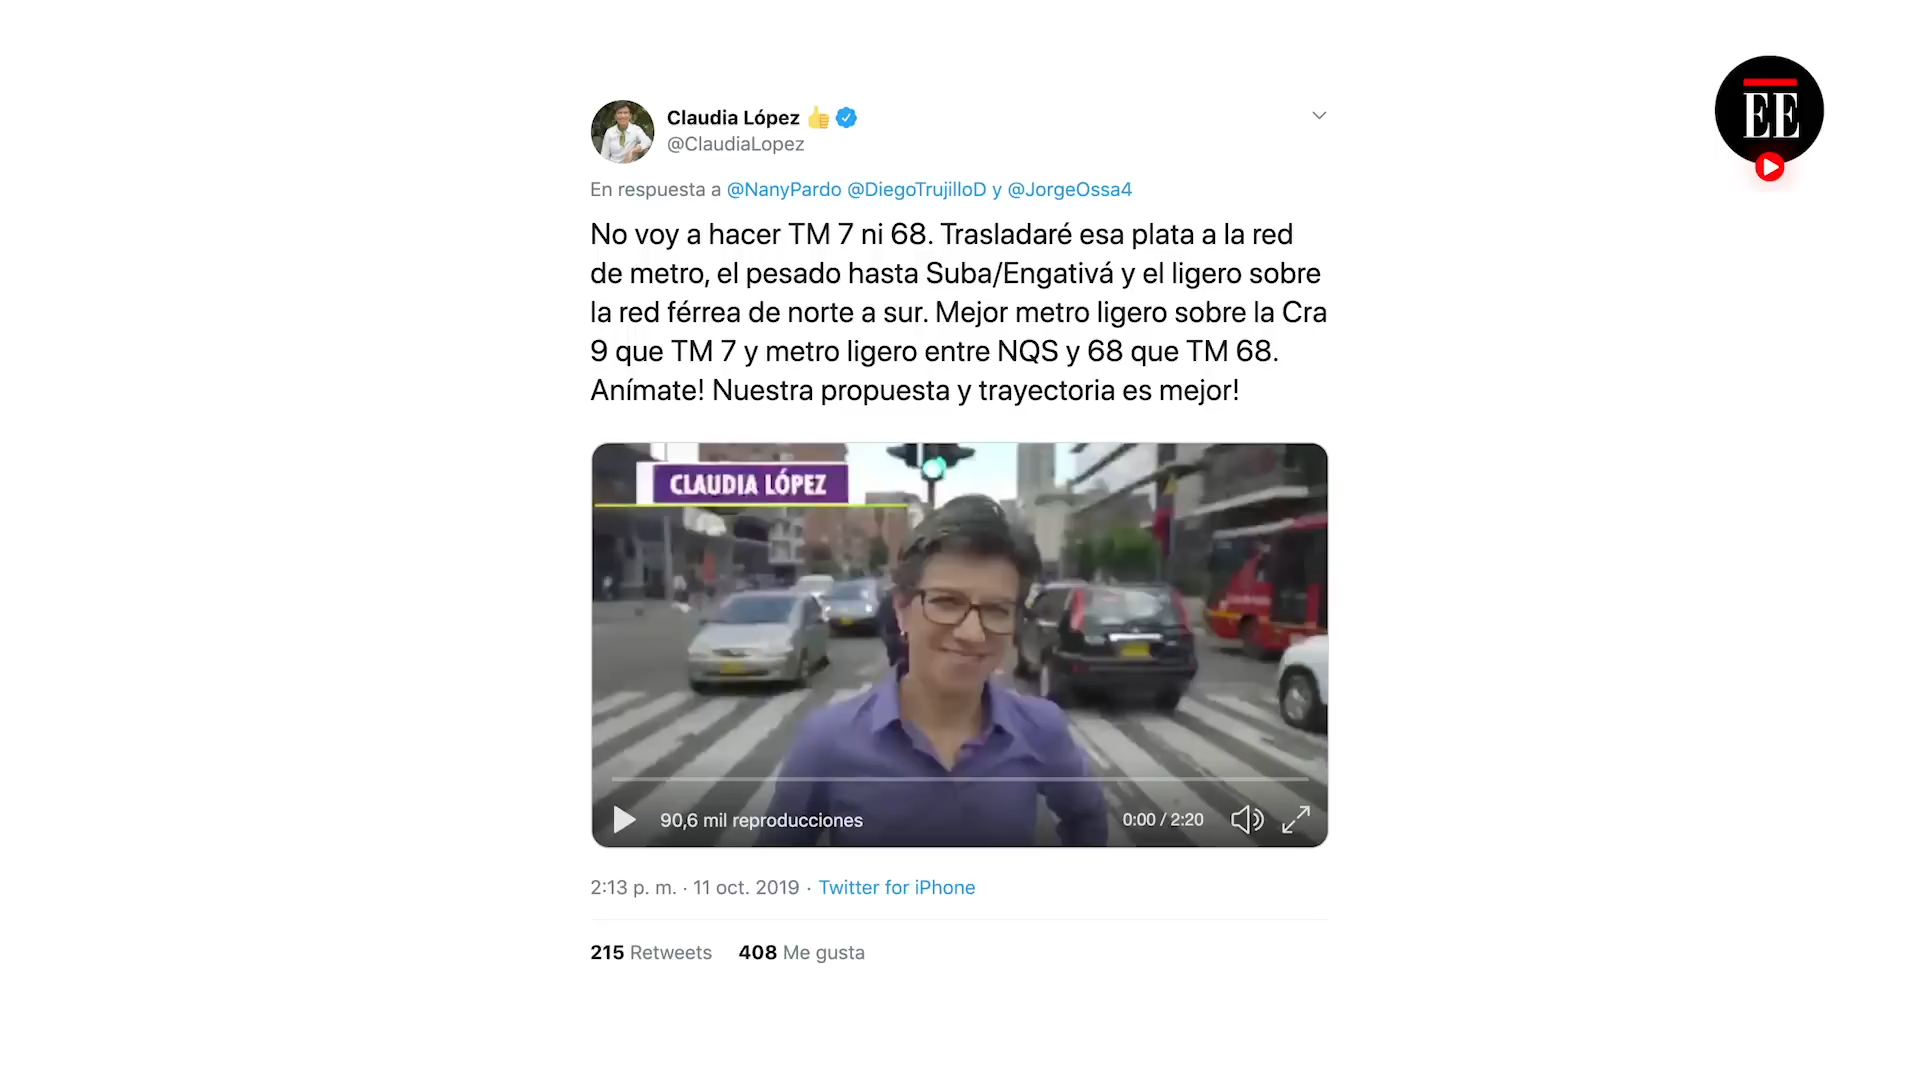 Claudia López 👍
@ClaudiaLopez
EE
En respuesta a @NanyPardo @DiegoTrujilloD y @JorgeOssa4
No voy a hacer TM 7 ni 68. Trasladaré esa plata a la red
de metro, el pesado hasta Suba/Engativá y el ligero sobre
la red férrea de norte a sur. Mejor metro ligero sobre la Cra
9 que TM 7 y metro ligero entre NQS y 68 que TM 68.
Anímate! Nuestra propuesta y trayectoria es mejor!
CLAUDIA LÓPEZ
90,6 mil reproducciones
0:00 / 2:20
2:13 p. m. · 11 oct. 2019 · Twitter for iPhone
215 Retweets 408 Me gusta